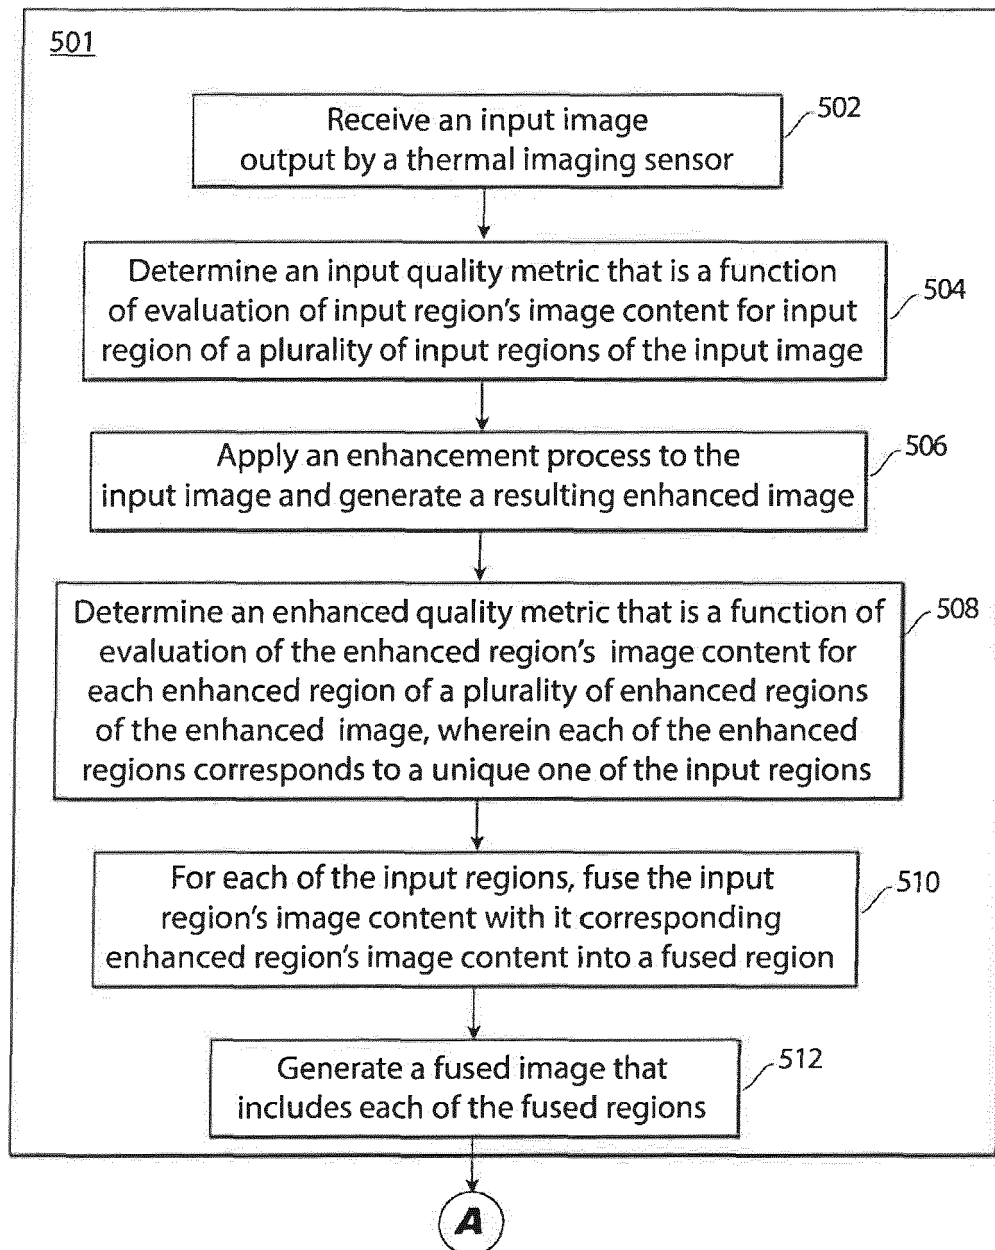 501
Receive an input image
output by a thermal imaging sensor
502
Determine an input quality metric that is a function
of evaluation of input region's image content for input
region of a plurality of input regions of the input image
504
Apply an enhancement process to the
input image and generate a resulting enhanced image
506
Determine an enhanced quality metric that is a function of
evaluation of the enhanced region's image content for
each enhanced region of a plurality of enhanced regions
of the enhanced image, wherein each of the enhanced
regions corresponds to a unique one of the input regions
508
For each of the input regions, fuse the input
region's image content with it corresponding
enhanced region's image content into a fused region
510
Generate a fused image that
includes each of the fused regions
512
A